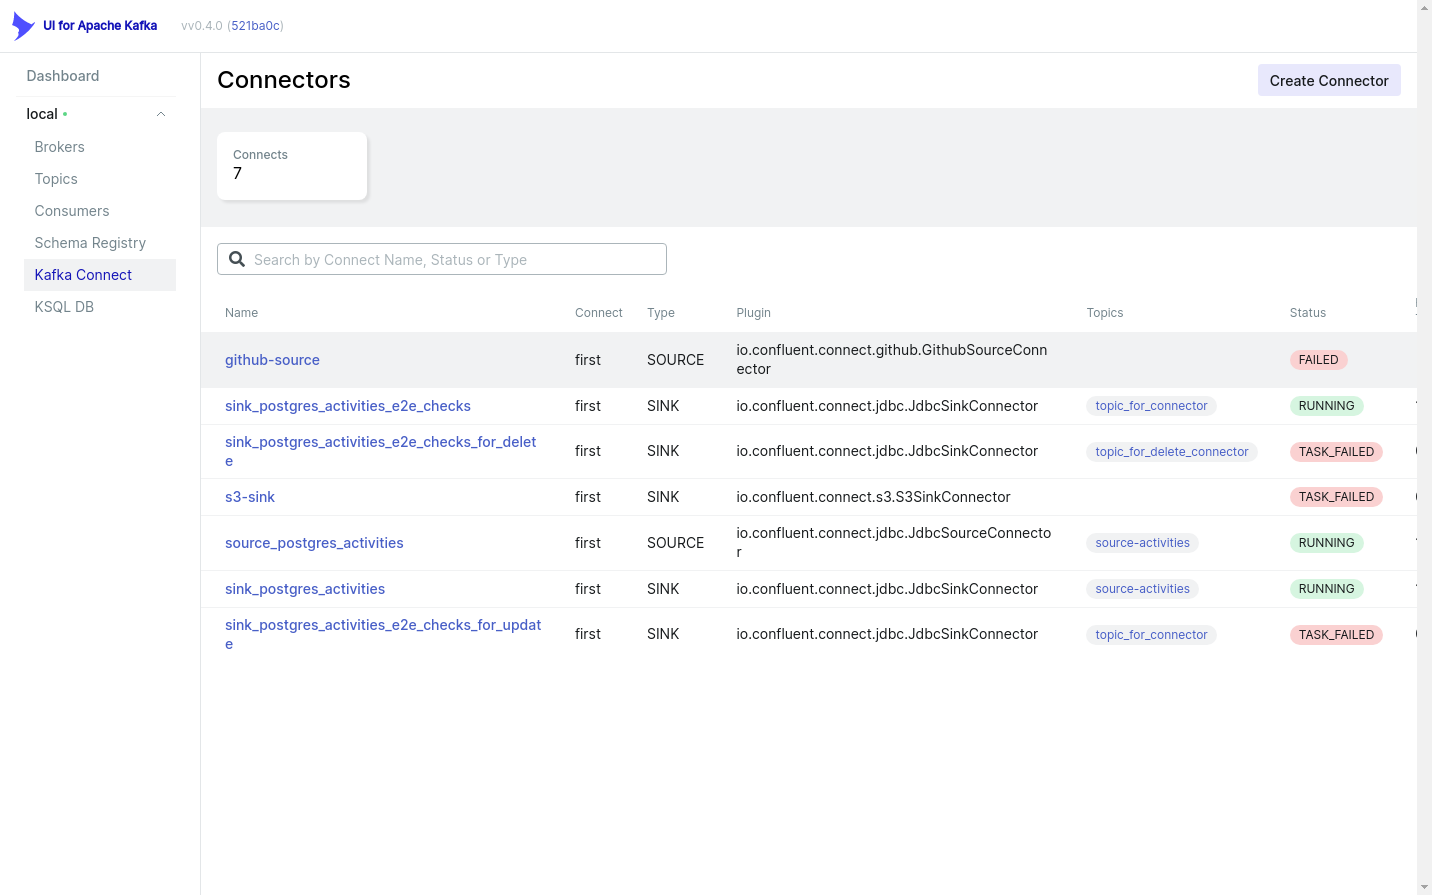 UI for Apache Kafka vv0.4.0 (521ba0c)
Dashboard
local
Brokers
Topics
Consumers
Schema Registry
Kafka Connect
KSQL DB
Connectors
Create Connector
Connects
7
Search by Connect Name, Status or Type
Name Connect Type Plugin Topics Status
github-source first SOURCE io.confluent.connect.github.GithubSourceConn
ector FAILED
sink_postgres_activities_e2e_checks first SINK io.confluent.connect.jdbc.JdbcSinkConnector topic_for_connector RUNNING
sink_postgres_activities_e2e_checks_for_delet
e first SINK io.confluent.connect.jdbc.JdbcSinkConnector topic_for_delete_connector TASK_FAILED
s3-sink first SINK io.confluent.connect.s3.S3SinkConnector TASK_FAILED
source_postgres_activities first SOURCE io.confluent.connect.jdbc.JdbcSourceConnecto
r source-activities RUNNING
sink_postgres_activities first SINK io.confluent.connect.jdbc.JdbcSinkConnector source-activities RUNNING
sink_postgres_activities_e2e_checks_for_updat
e first SINK io.confluent.connect.jdbc.JdbcSinkConnector topic_for_connector TASK_FAILED